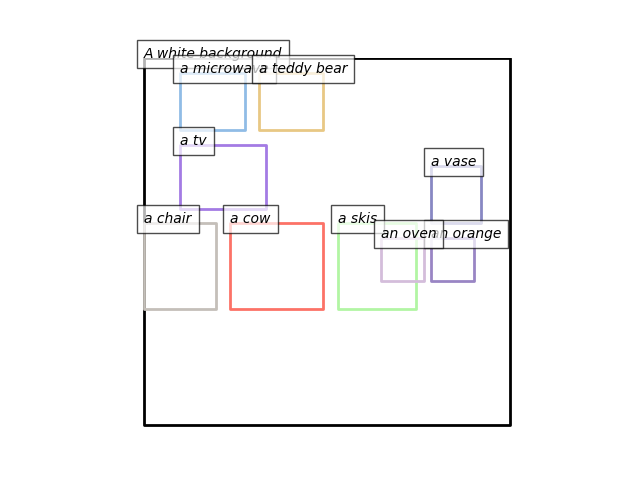 A white background
a microwave
a teddy bear
a tv
a vase
a chair
a cow
a skis
an oven
an orange